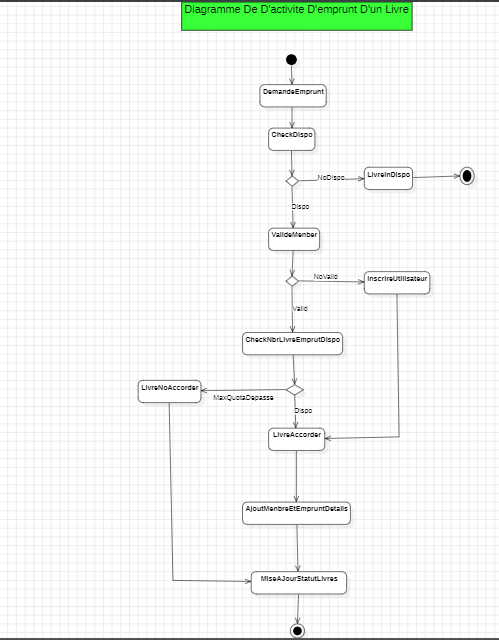 Diagramme De D'activite D'emprunt D'un Livre
DemandeEmprunt
CheckDispo
NoDispo
LivreInDispo
Dispo
ValideMenber
NoValid
InscrireUtilisateur
Valid
CheckNbrLivreEmprutDispo
LivreNoAccorder
MaxQuotaDepasse
Dispo
LivreAccorder
AjoutMenbreEtEmpruntDetails
MiseAJourStatutLivres